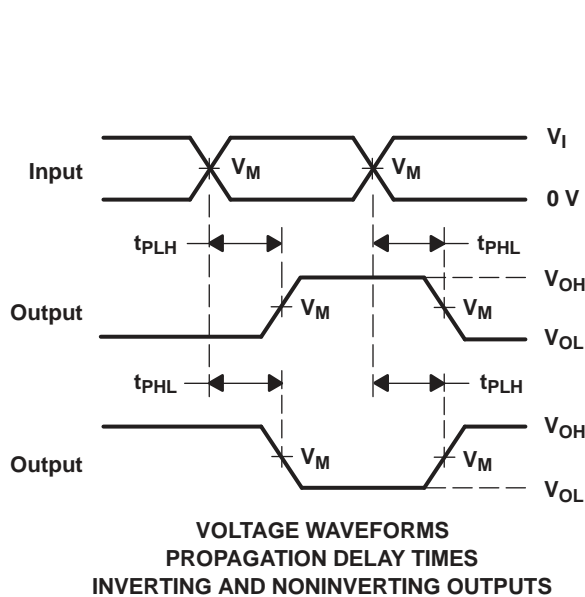 V_I
Input V_M V_M
0 V
t_PLH t_PHL
V_OH
Output V_M V_M
V_OL
t_PHL t_PLH
V_OH
Output V_M V_M
V_OL
VOLTAGE WAVEFORMS
PROPAGATION DELAY TIMES
INVERTING AND NONINVERTING OUTPUTS